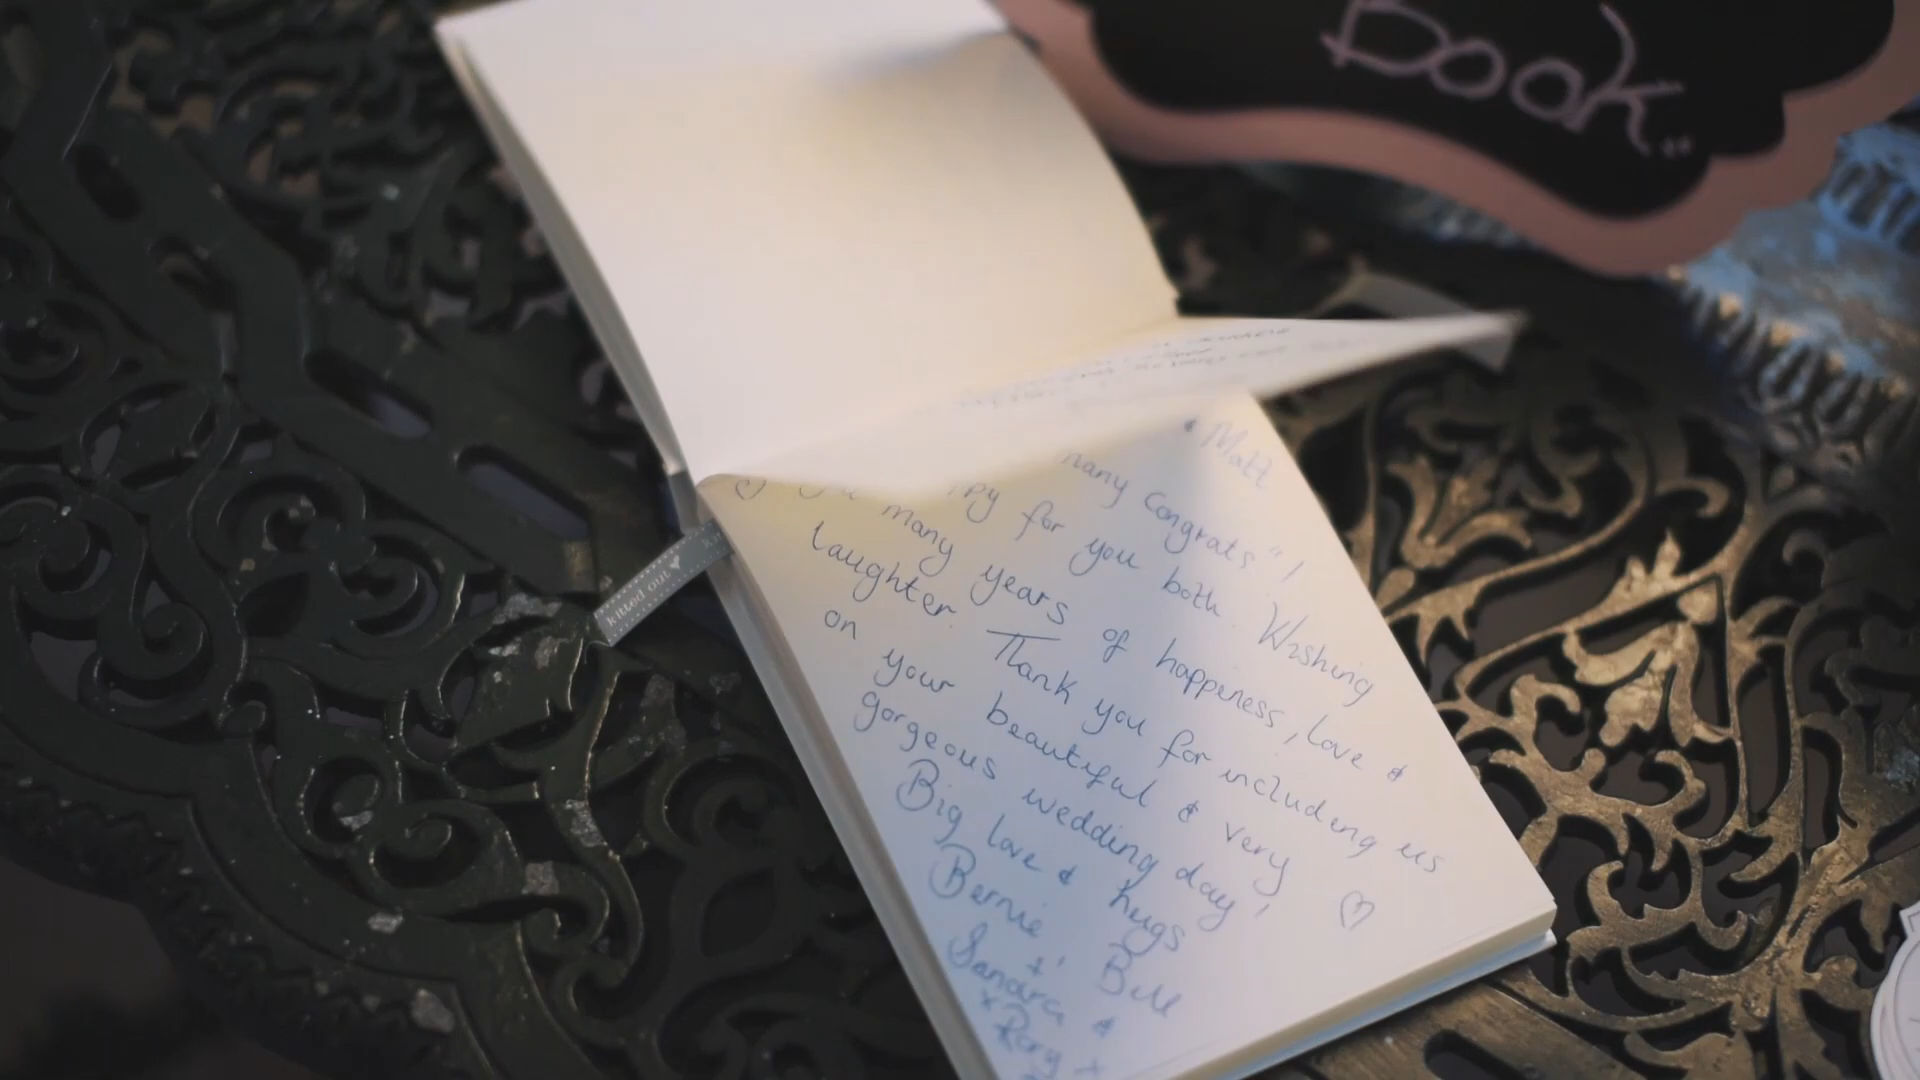 Book..
& Matt
many congrats"!
for you both. Wishing
many years of happiness, love &
laughter. Thank you for including us
on your beautiful & very
gorgeous wedding day! ♡
Big love & hugs
Bernie, Bill
Sandra &
x Rory x
kitted out ♥